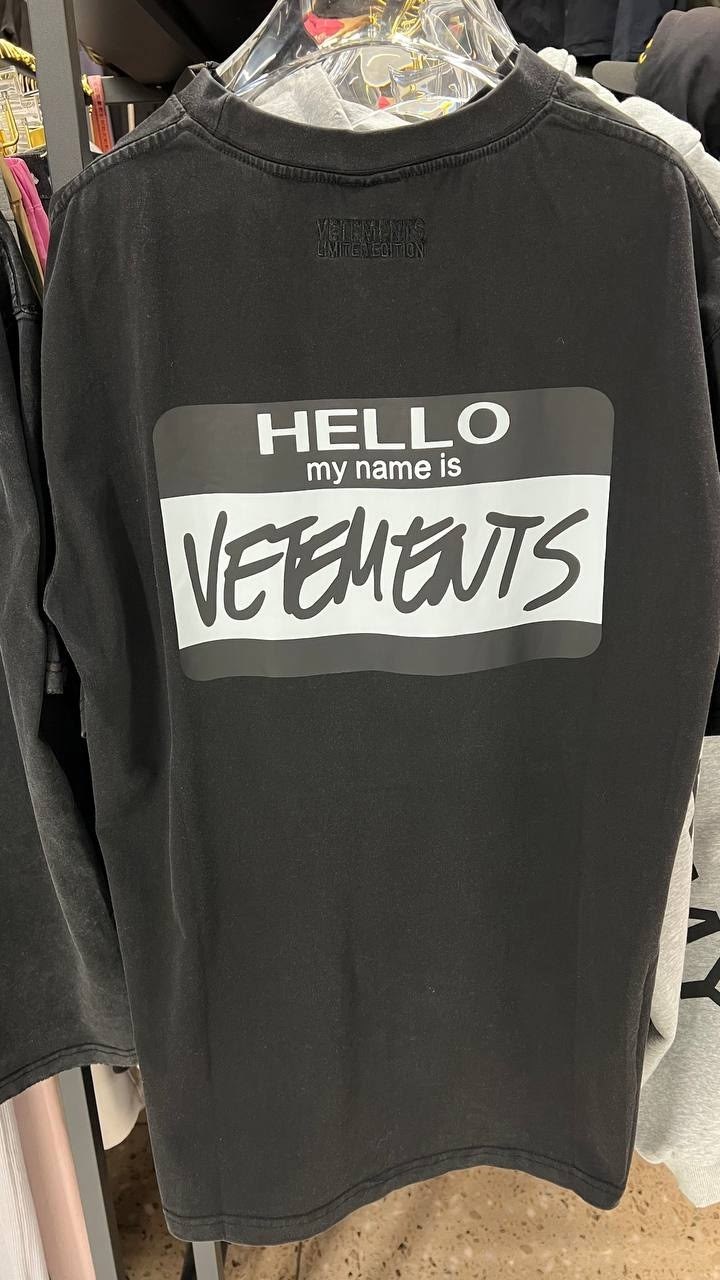 VETEMENTS
LIMITED EDITION
HELLO
my name is
VETEMENTS